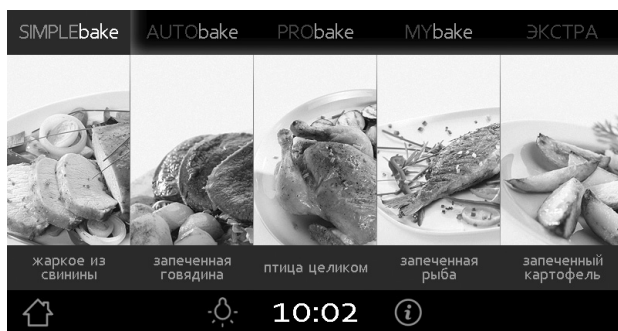 SIMPLEbake AUTObake PRObake MYbake ЭКСТРА
жаркое из свинины
запеченная говядина
птица целиком
запеченная рыба
запеченный картофель
10:02
i